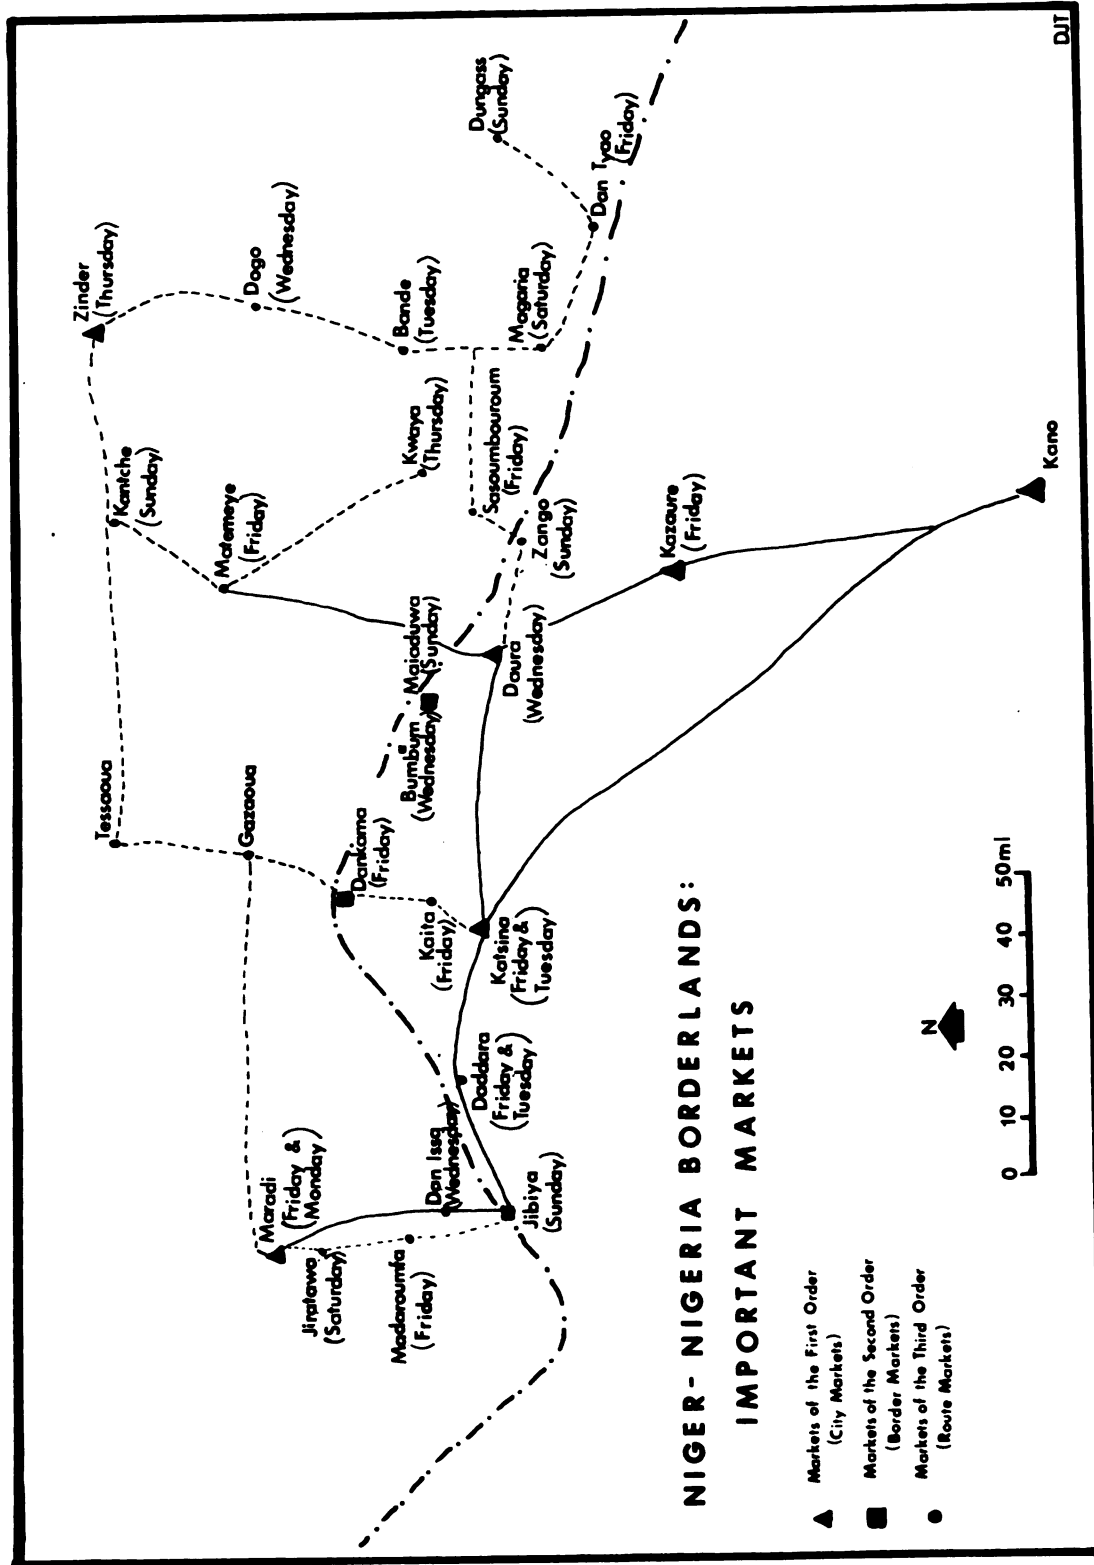 Zinder
(Thursday)
Dungass
(Sunday)
Dogo
(Wednesday)
Kantche
(Sunday)
Tessaoua
Matemeye
(Friday)
Gazaoua
Bande
(Tuesday)
Kwaya
(Thursday)
Dan Tyao
(Friday)
Magaria
(Saturday)
Sasoumbouroum
(Friday)
Zango
(Sunday)
Maiaduwa
(Sunday)
Bumbum
(Wednesday)
Daura
(Wednesday)
Dankama
(Friday)
Kaita
(Friday)
Katsina
(Friday &
Tuesday)
Maradi
(Friday &
Monday)
Jiratawa
(Saturday)
Madaroumfa
(Friday)
Dan Issa
(Wednesday)
Daddara
(Friday &
Tuesday)
Jibiya
(Sunday)
Kazaure
(Friday)
Kano
NIGER-NIGERIA BORDERLANDS:
IMPORTANT MARKETS
Markets of the First Order
(City Markets)
Markets of the Second Order
(Border Markets)
Markets of the Third Order
(Route Markets)
N
0 10 20 30 40 50ml
DJT